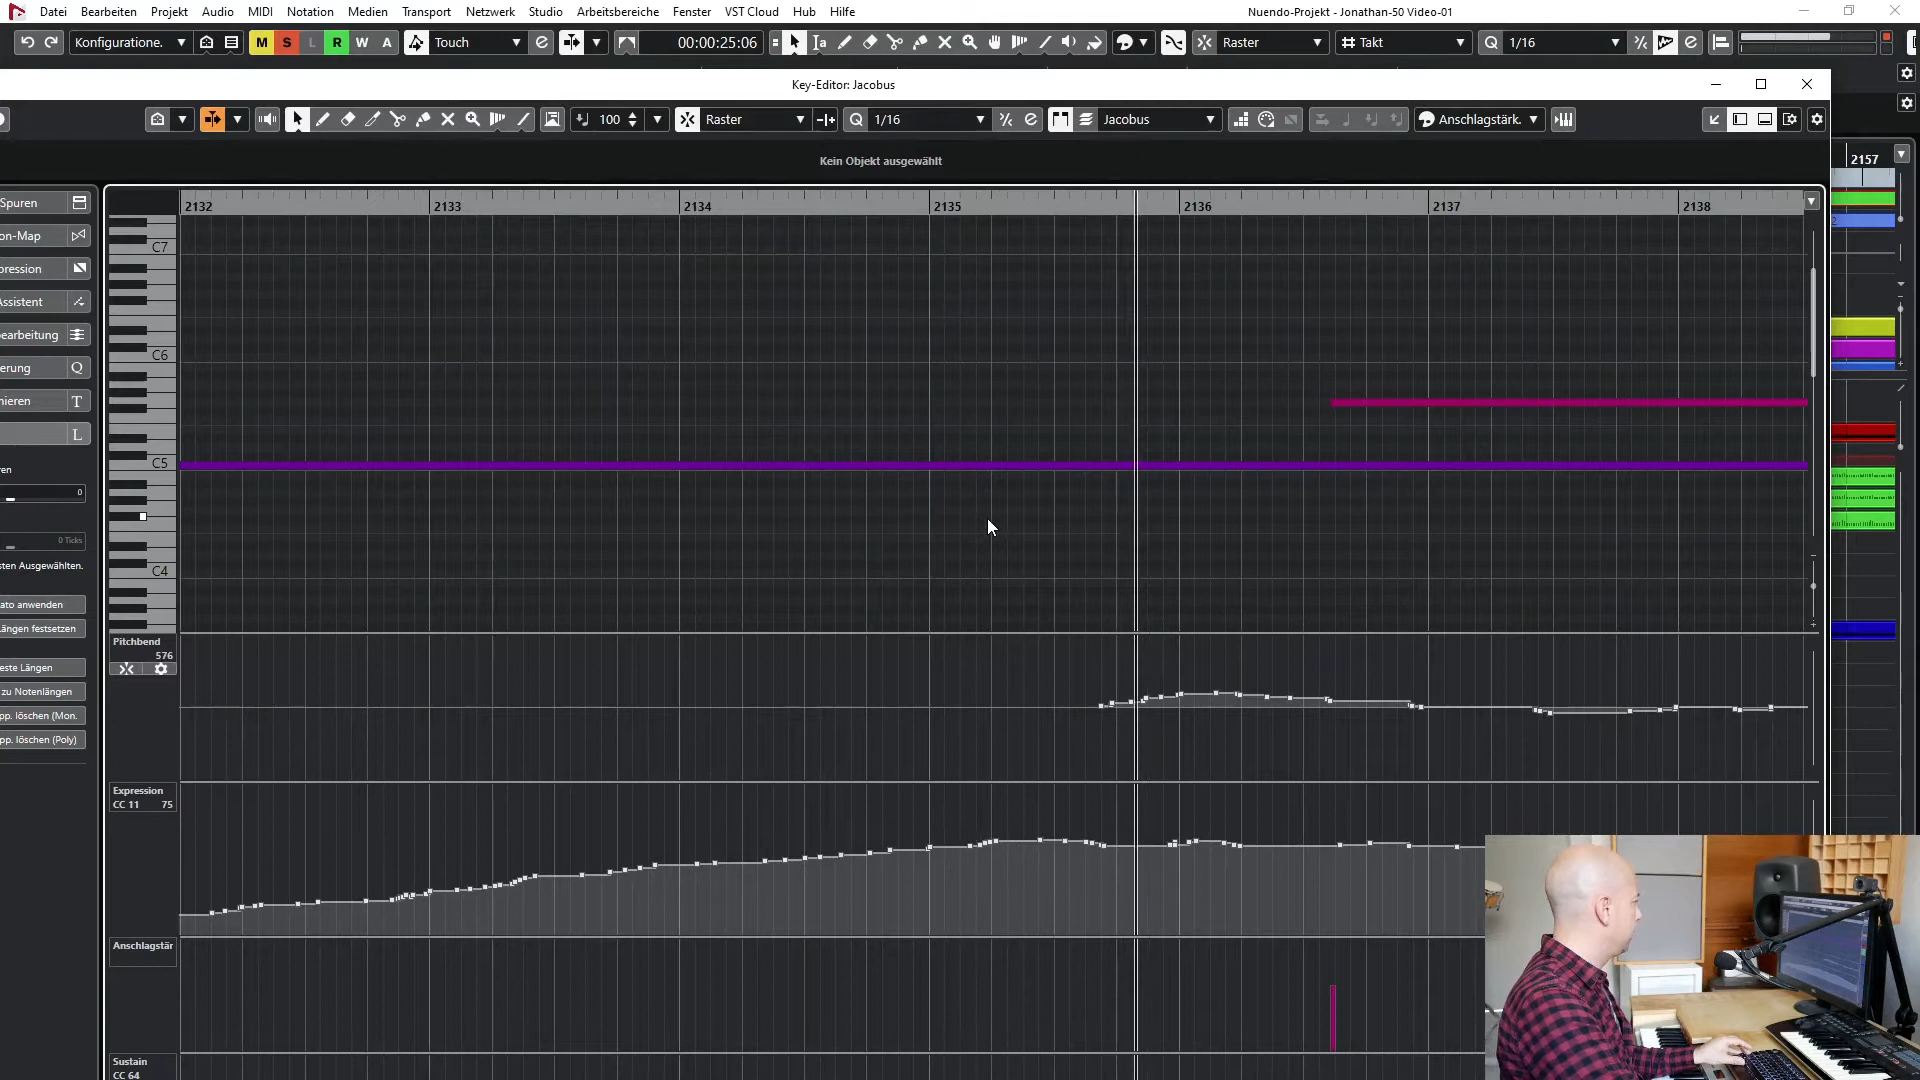 Datei Bearbeiten Projekt Audio MIDI Notation Medien Transport Netzwerk Studio Arbeitsbereiche Fenster VST Cloud Hub Hilfe
Nuendo-Projekt - Jonathan-50 Video-01
Konfiguratione. M S L R W A Touch 00:00:25:06 Raster Takt Q 1/16
Key-Editor: Jacobus
100 Raster Q 1/16 Jacobus Anschlagstärk.
Kein Objekt ausgewählt
2157
2132 2133 2134 2135 2136 2137 2138
Spuren
on-Map
pression
Assistent
bearbeitung
erung Q
nieren T
L
ren
0
0 Ticks
sten Ausgewählten.
ato anwenden
Längen festsetzen
este Längen
zu Notenlängen
pp. löschen (Mon.
pp. löschen (Poly)
C7
C6
C5
C4
Pitchbend
576
Expression
CC 11 75
Anschlagstär
Sustain
CC 64